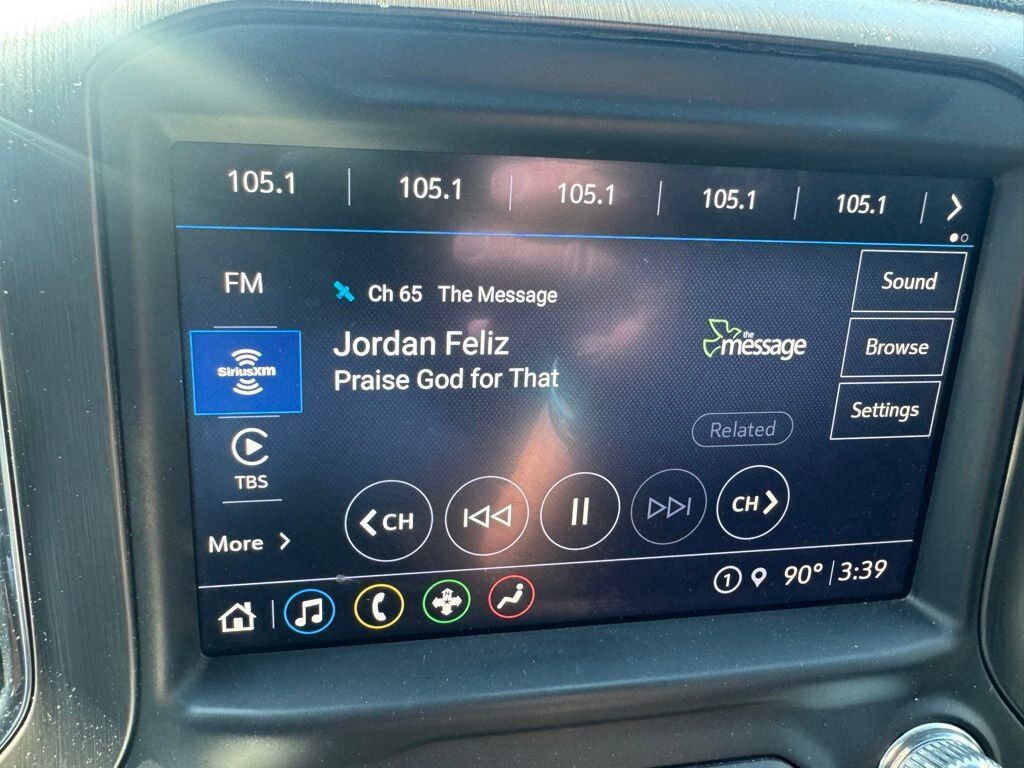 105.1 105.1 105.1 105.1 105.1
FM
SiriusXM
TBS
More
Ch 65 The Message
Jordan Feliz
Praise God for That
the
message
Related
Sound
Browse
Settings
CH
CH
N
1 90° 3:39